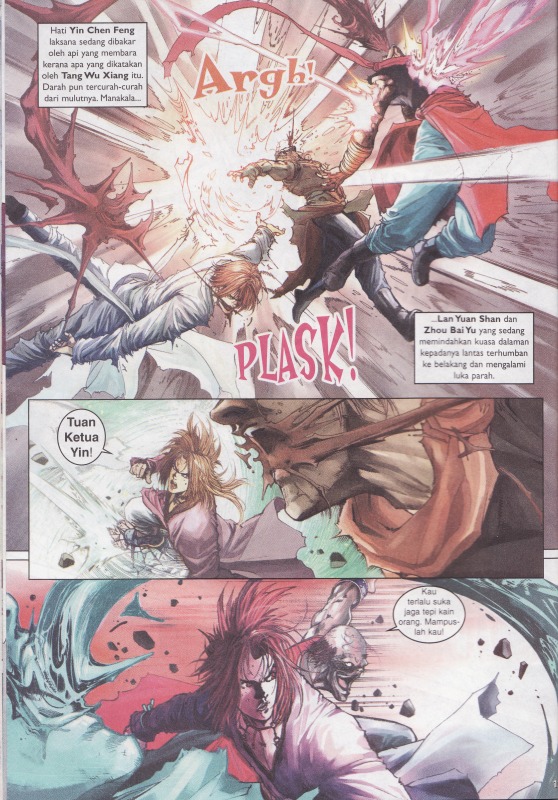 Hati Yin Chen Feng
laksana sedang dibakar
oleh api yang membara
kerana apa yang dikatakan
oleh Tang Wu Xiang itu.
Darah pun tercurah-curah
dari mulutnya. Manakala...
Argh!
...Lan Yuan Shan dan
Zhou Bai Yu yang sedang
memindahkan kuasa dalaman
kepadanya lantas terhumban
ke belakang dan mengalami
luka parah.
PLASK!
Tuan
Ketua
Yin!
Kau
terlalu suka
jaga tepi kain
orang. Mampus-
lah kau!